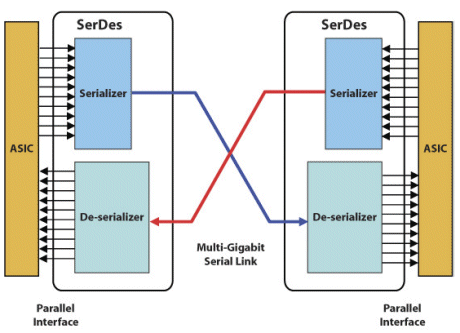 SerDes
SerDes
Serializer
Serializer
ASIC
ASIC
De-serializer
De-serializer
Multi-Gigabit
Serial Link
Parallel
Interface
Parallel
Interface